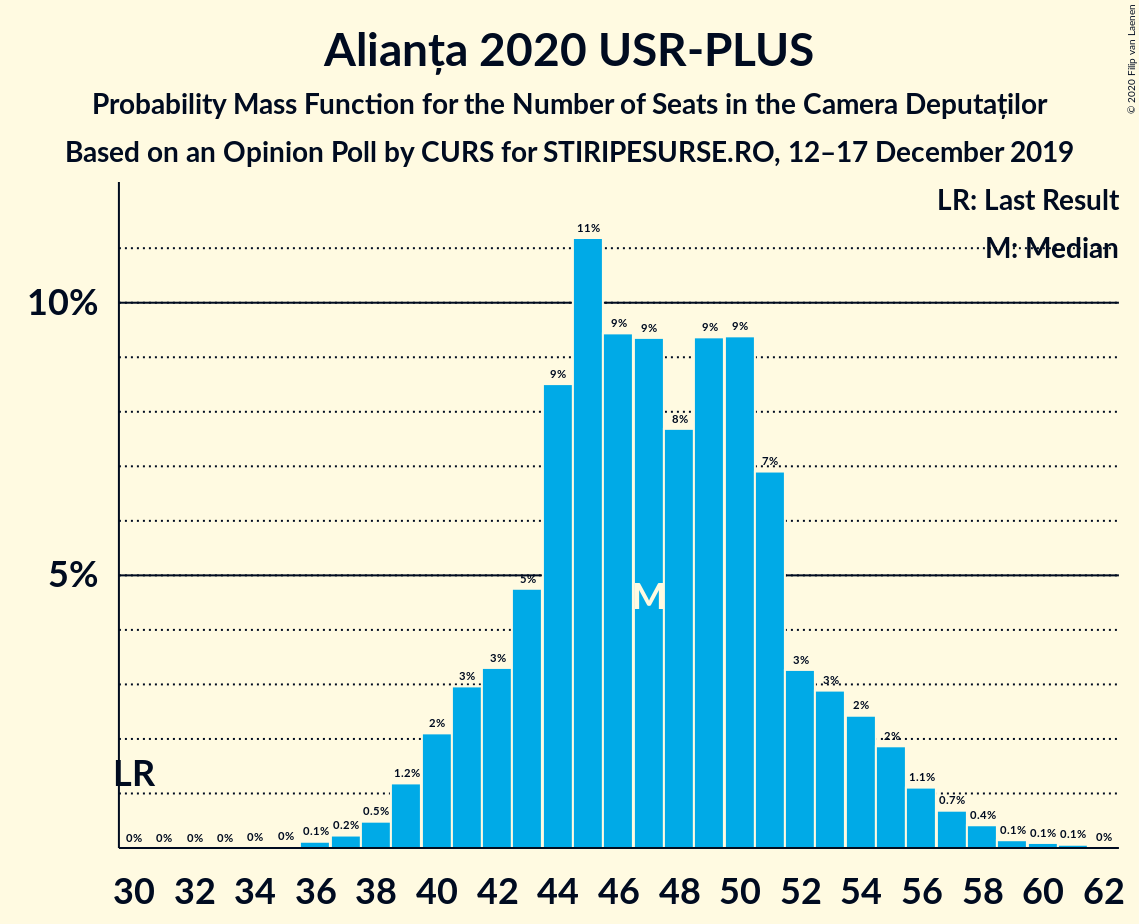 Alianța 2020 USR-PLUS
Probability Mass Function for the Number of Seats in the Camera Deputaților
Based on an Opinion Poll by CURS for STIRIPESURSE.RO, 12–17 December 2019
© 2020 Filip van Laenen
LR: Last Result
M: Median
10%
5%
LR
M
0% 0% 0% 0% 0% 0% 0.1% 0.2% 0.5% 1.2% 2% 3% 3% 5% 9% 11% 9% 9% 8% 9% 9% 7% 3% 3% 2% 2% 1.1% 0.7% 0.4% 0.1% 0.1% 0.1% 0%
30 32 34 36 38 40 42 44 46 48 50 52 54 56 58 60 62